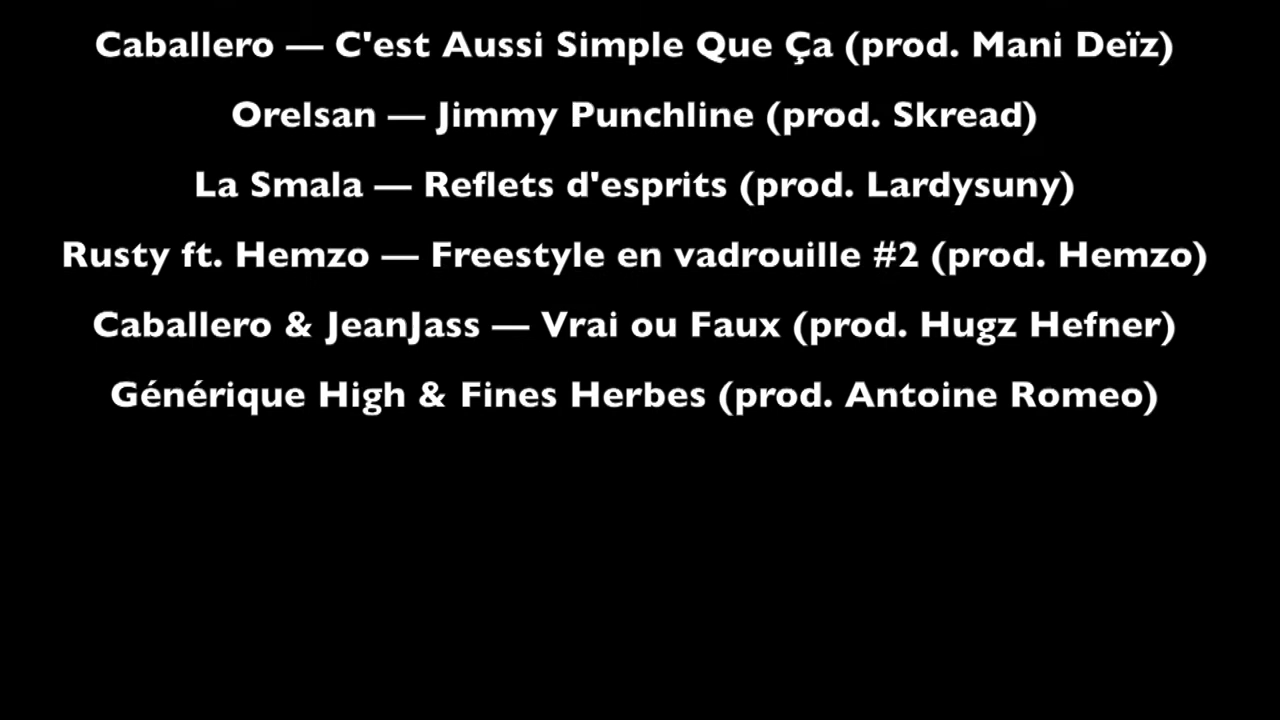 Caballero — C'est Aussi Simple Que Ça (prod. Mani Deïz)
Orelsan — Jimmy Punchline (prod. Skread)
La Smala — Reflets d'esprits (prod. Lardysuny)
Rusty ft. Hemzo — Freestyle en vadrouille #2 (prod. Hemzo)
Caballero & JeanJass — Vrai ou Faux (prod. Hugz Hefner)
Générique High & Fines Herbes (prod. Antoine Romeo)